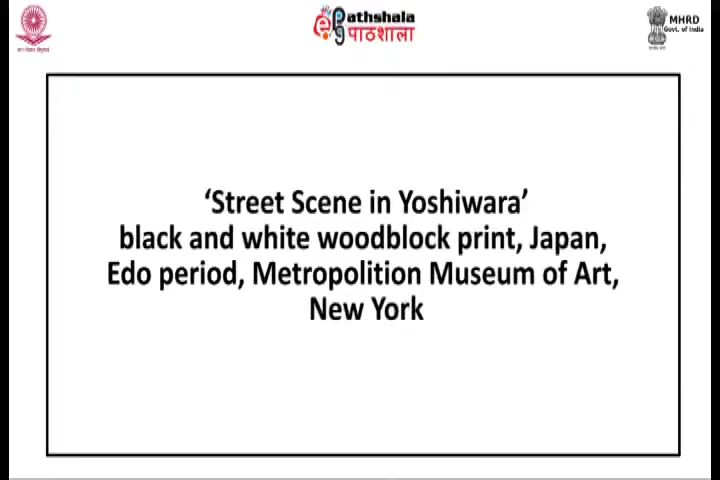 ePathshala
पाठशाला
MHRD
Govt. of India
‘Street Scene in Yoshiwara’
black and white woodblock print, Japan,
Edo period, Metropolition Museum of Art,
New York